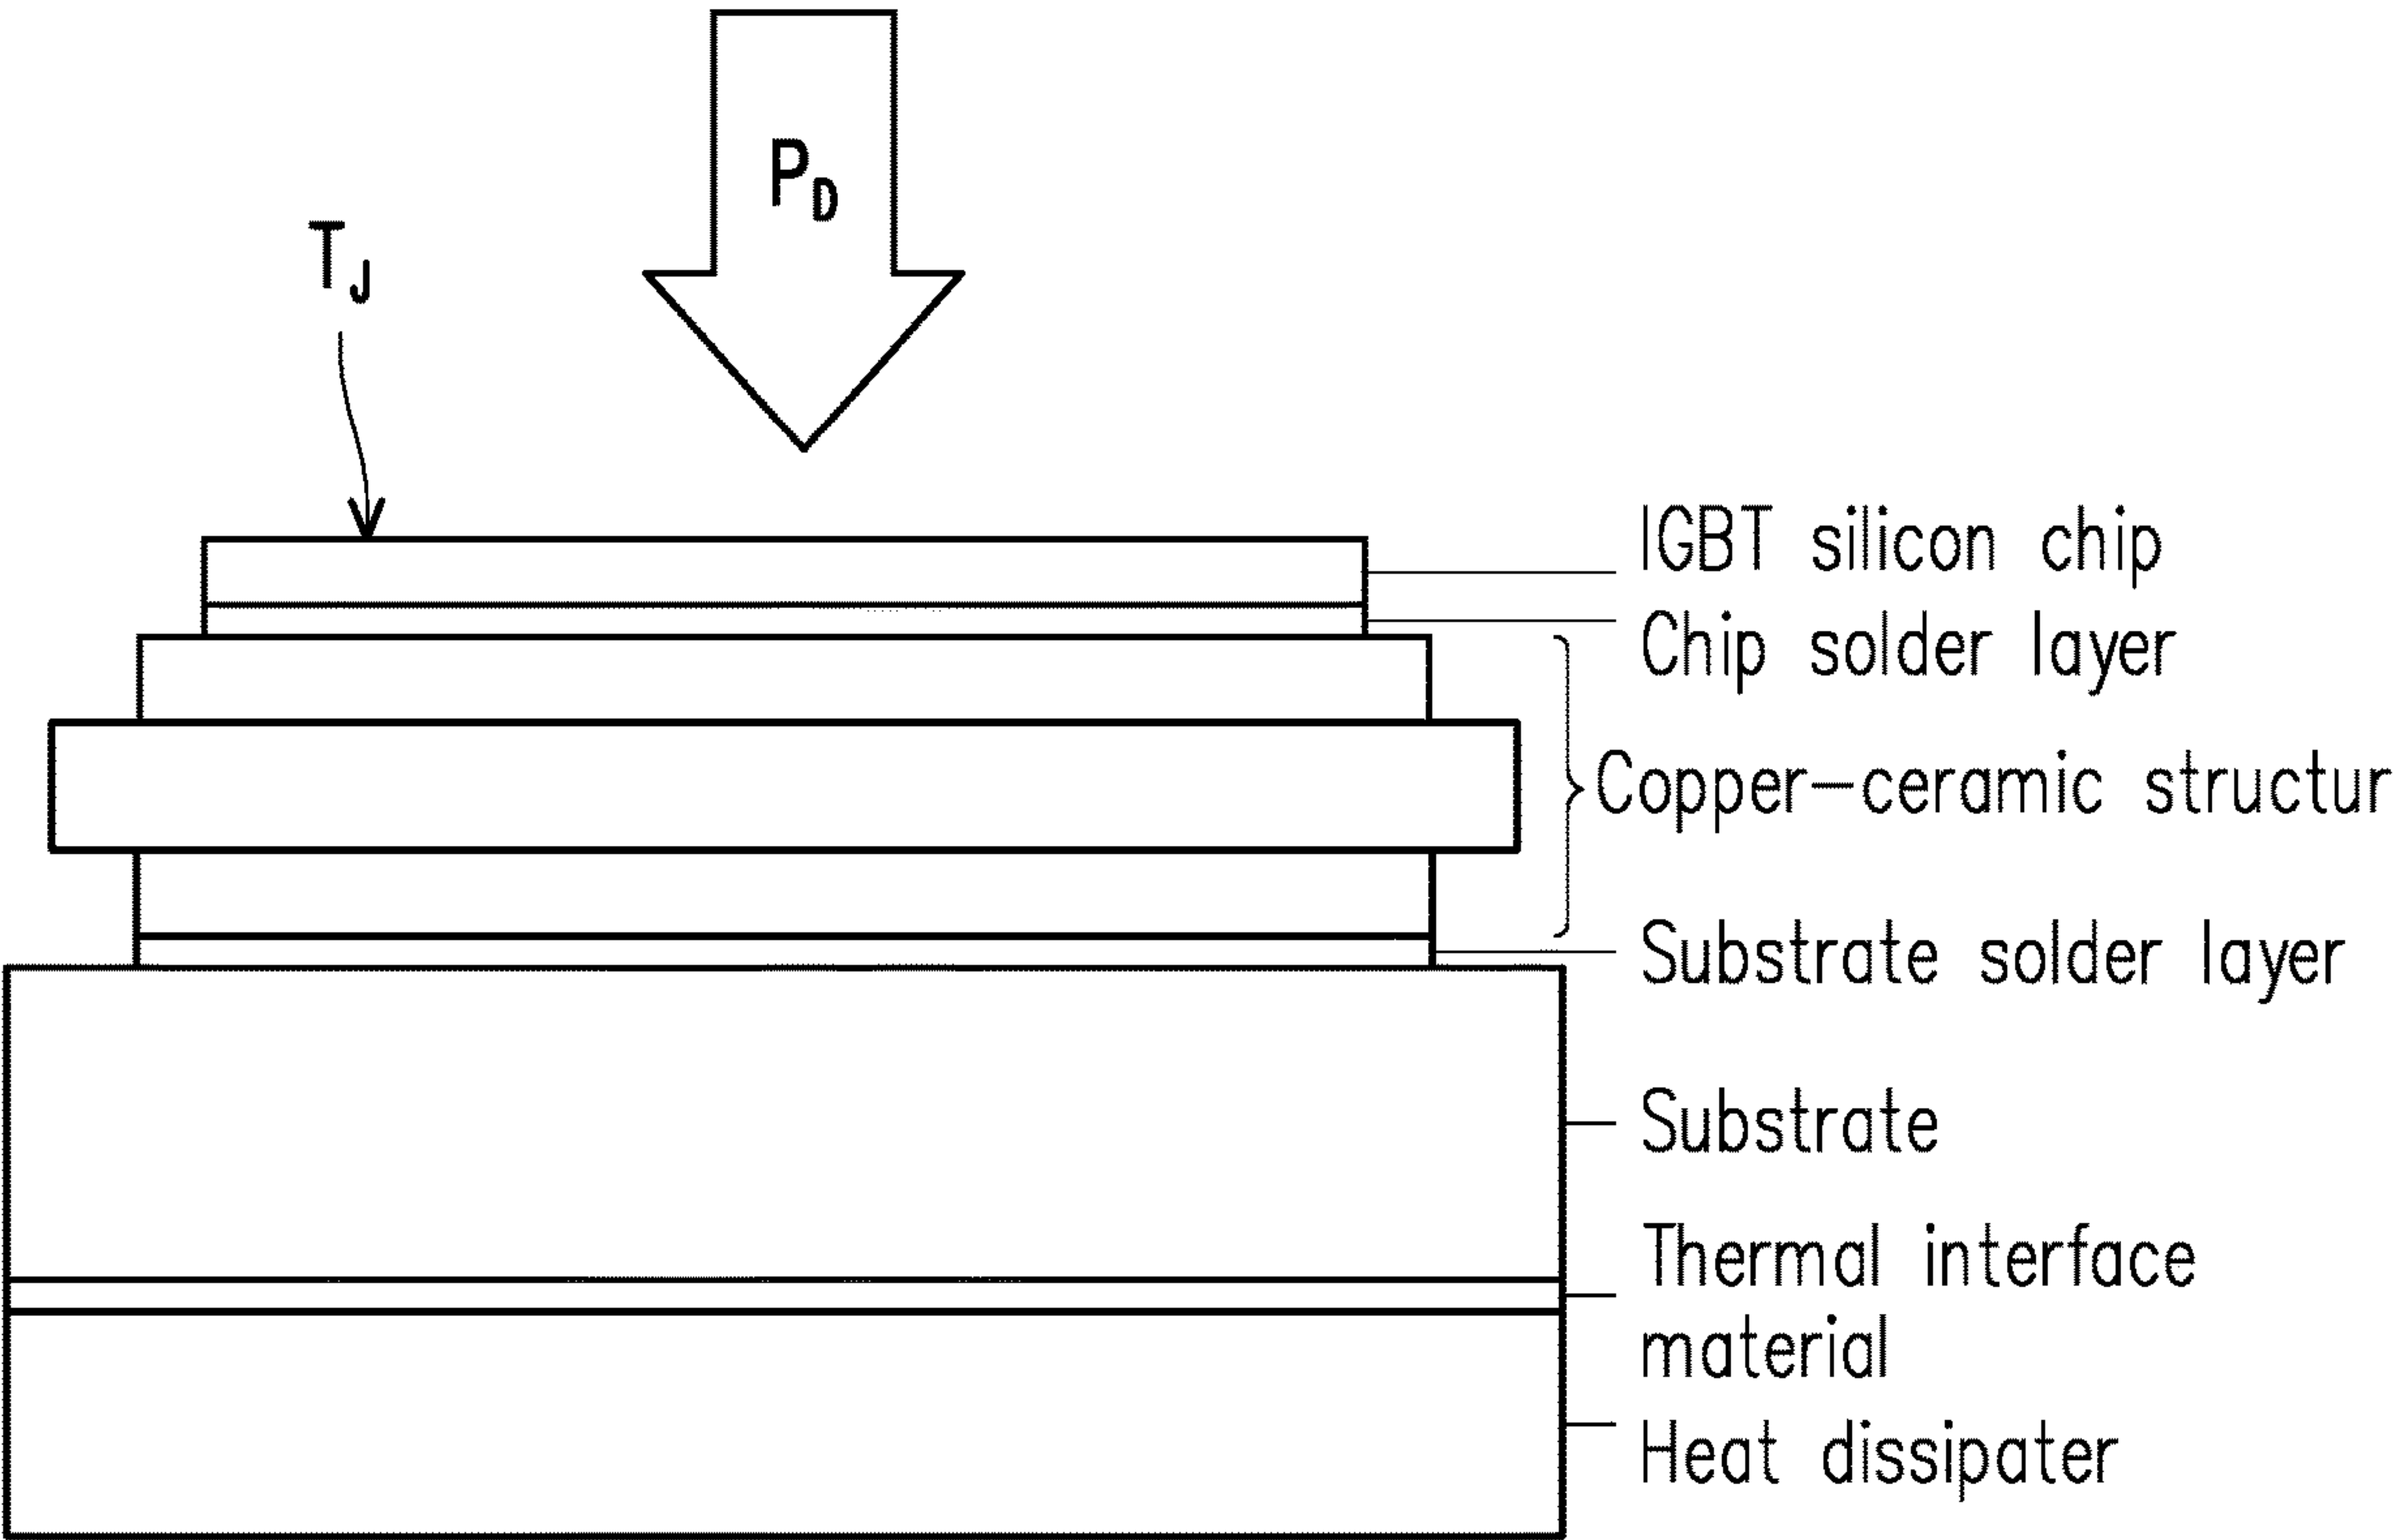 P_D
T_J
IGBT silicon chip
Chip solder layer
Copper-ceramic structur
Substrate solder layer
Substrate
Thermal interface
material
Heat dissipater